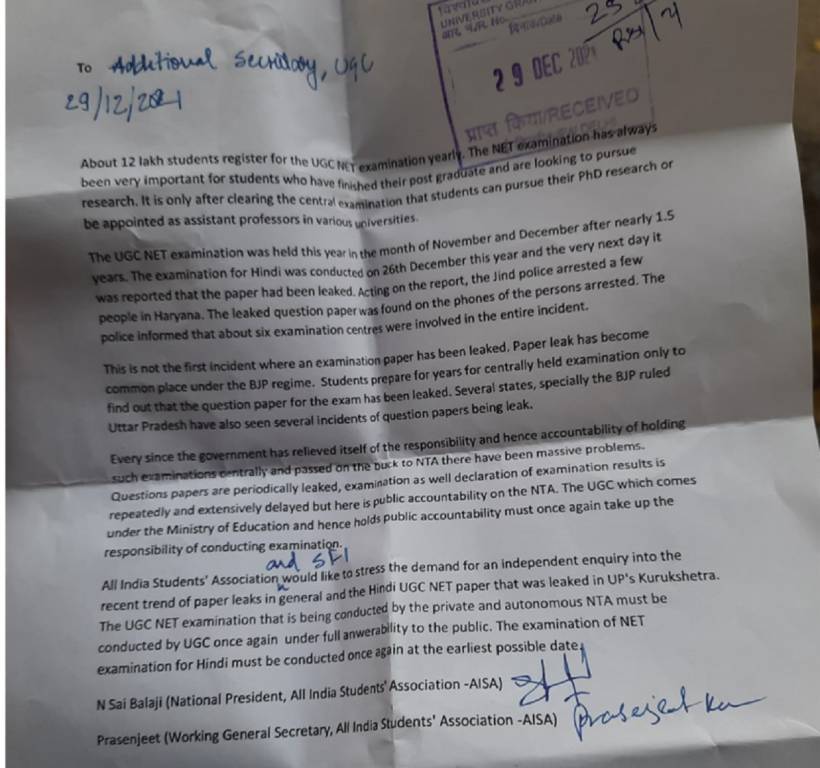 UNIVERSITY GRAN
29 DEC 2021
प्राप्त किया/RECEIVED
To Additional Secretary, UGC
29/12/2021
About 12 lakh students register for the UGC NET examination yearly. The NET examination has always
been very important for students who have finished their post graduate and are looking to pursue
research. It is only after clearing the central examination that students can pursue their PhD research or
be appointed as assistant professors in various universities.
The UGC NET examination was held this year in the month of November and December after nearly 1.5
years. The examination for Hindi was conducted on 26th December this year and the very next day it
was reported that the paper had been leaked. Acting on the report, the Jind police arrested a few
people in Haryana. The leaked question paper was found on the phones of the persons arrested. The
police informed that about six examination centres were involved in the entire incident.
This is not the first incident where an examination paper has been leaked. Paper leak has become
common place under the BJP regime. Students prepare for years for centrally held examination only to
find out that the question paper for the exam has been leaked. Several states, specially the BJP ruled
Uttar Pradesh have also seen several incidents of question papers being leak.
Every since the government has relieved itself of the responsibility and hence accountability of holding
such examinations centrally and passed on the buck to NTA there have been massive problems.
Questions papers are periodically leaked, examination as well declaration of examination results is
repeatedly and extensively delayed but here is public accountability on the NTA. The UGC which comes
under the Ministry of Education and hence holds public accountability must once again take up the
responsibility of conducting examination.
and SFI
All India Students' Association would like to stress the demand for an independent enquiry into the
recent trend of paper leaks in general and the Hindi UGC NET paper that was leaked in UP's Kurukshetra.
The UGC NET examination that is being conducted by the private and autonomous NTA must be
conducted by UGC once again under full anwerability to the public. The examination of NET
examination for Hindi must be conducted once again at the earliest possible date.
N Sai Balaji (National President, All India Students' Association -AISA)
Prasenjeet (Working General Secretary, All India Students' Association -AISA) Prasenjeet Kumar